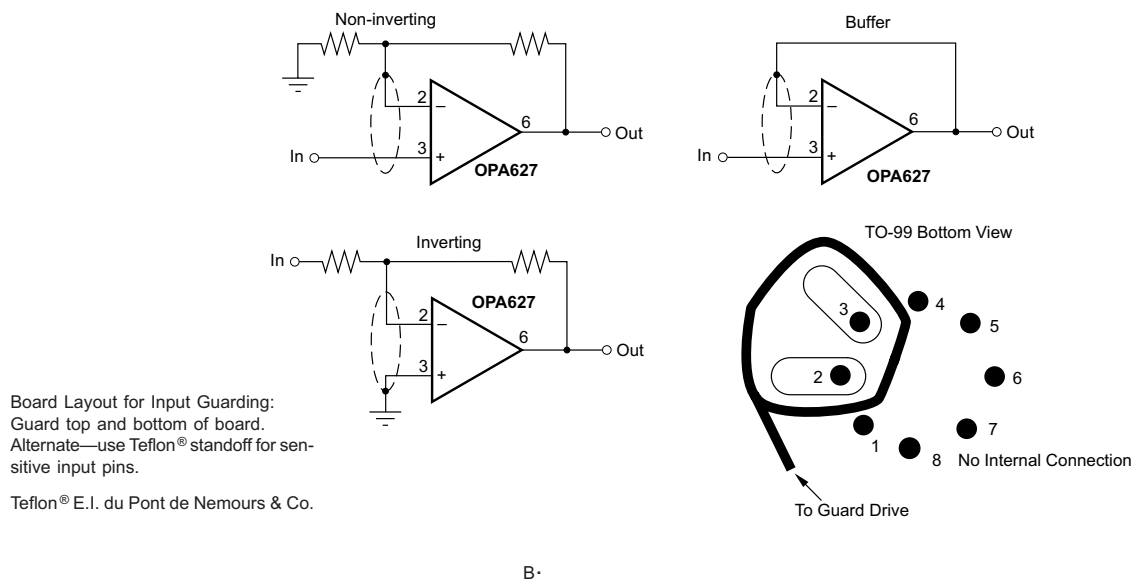 Non-inverting
2
–
3
+
6
In
Out
OPA627
Buffer
2
–
3
+
6
In
Out
OPA627
Inverting
In
OPA627
2
–
3
+
6
Out
TO-99 Bottom View
3
4
5
2
6
7
1
8 No Internal Connection
To Guard Drive
Board Layout for Input Guarding:
Guard top and bottom of board.
Alternate—use Teflon® standoff for sen-
sitive input pins.
Teflon® E.I. du Pont de Nemours & Co.
B·